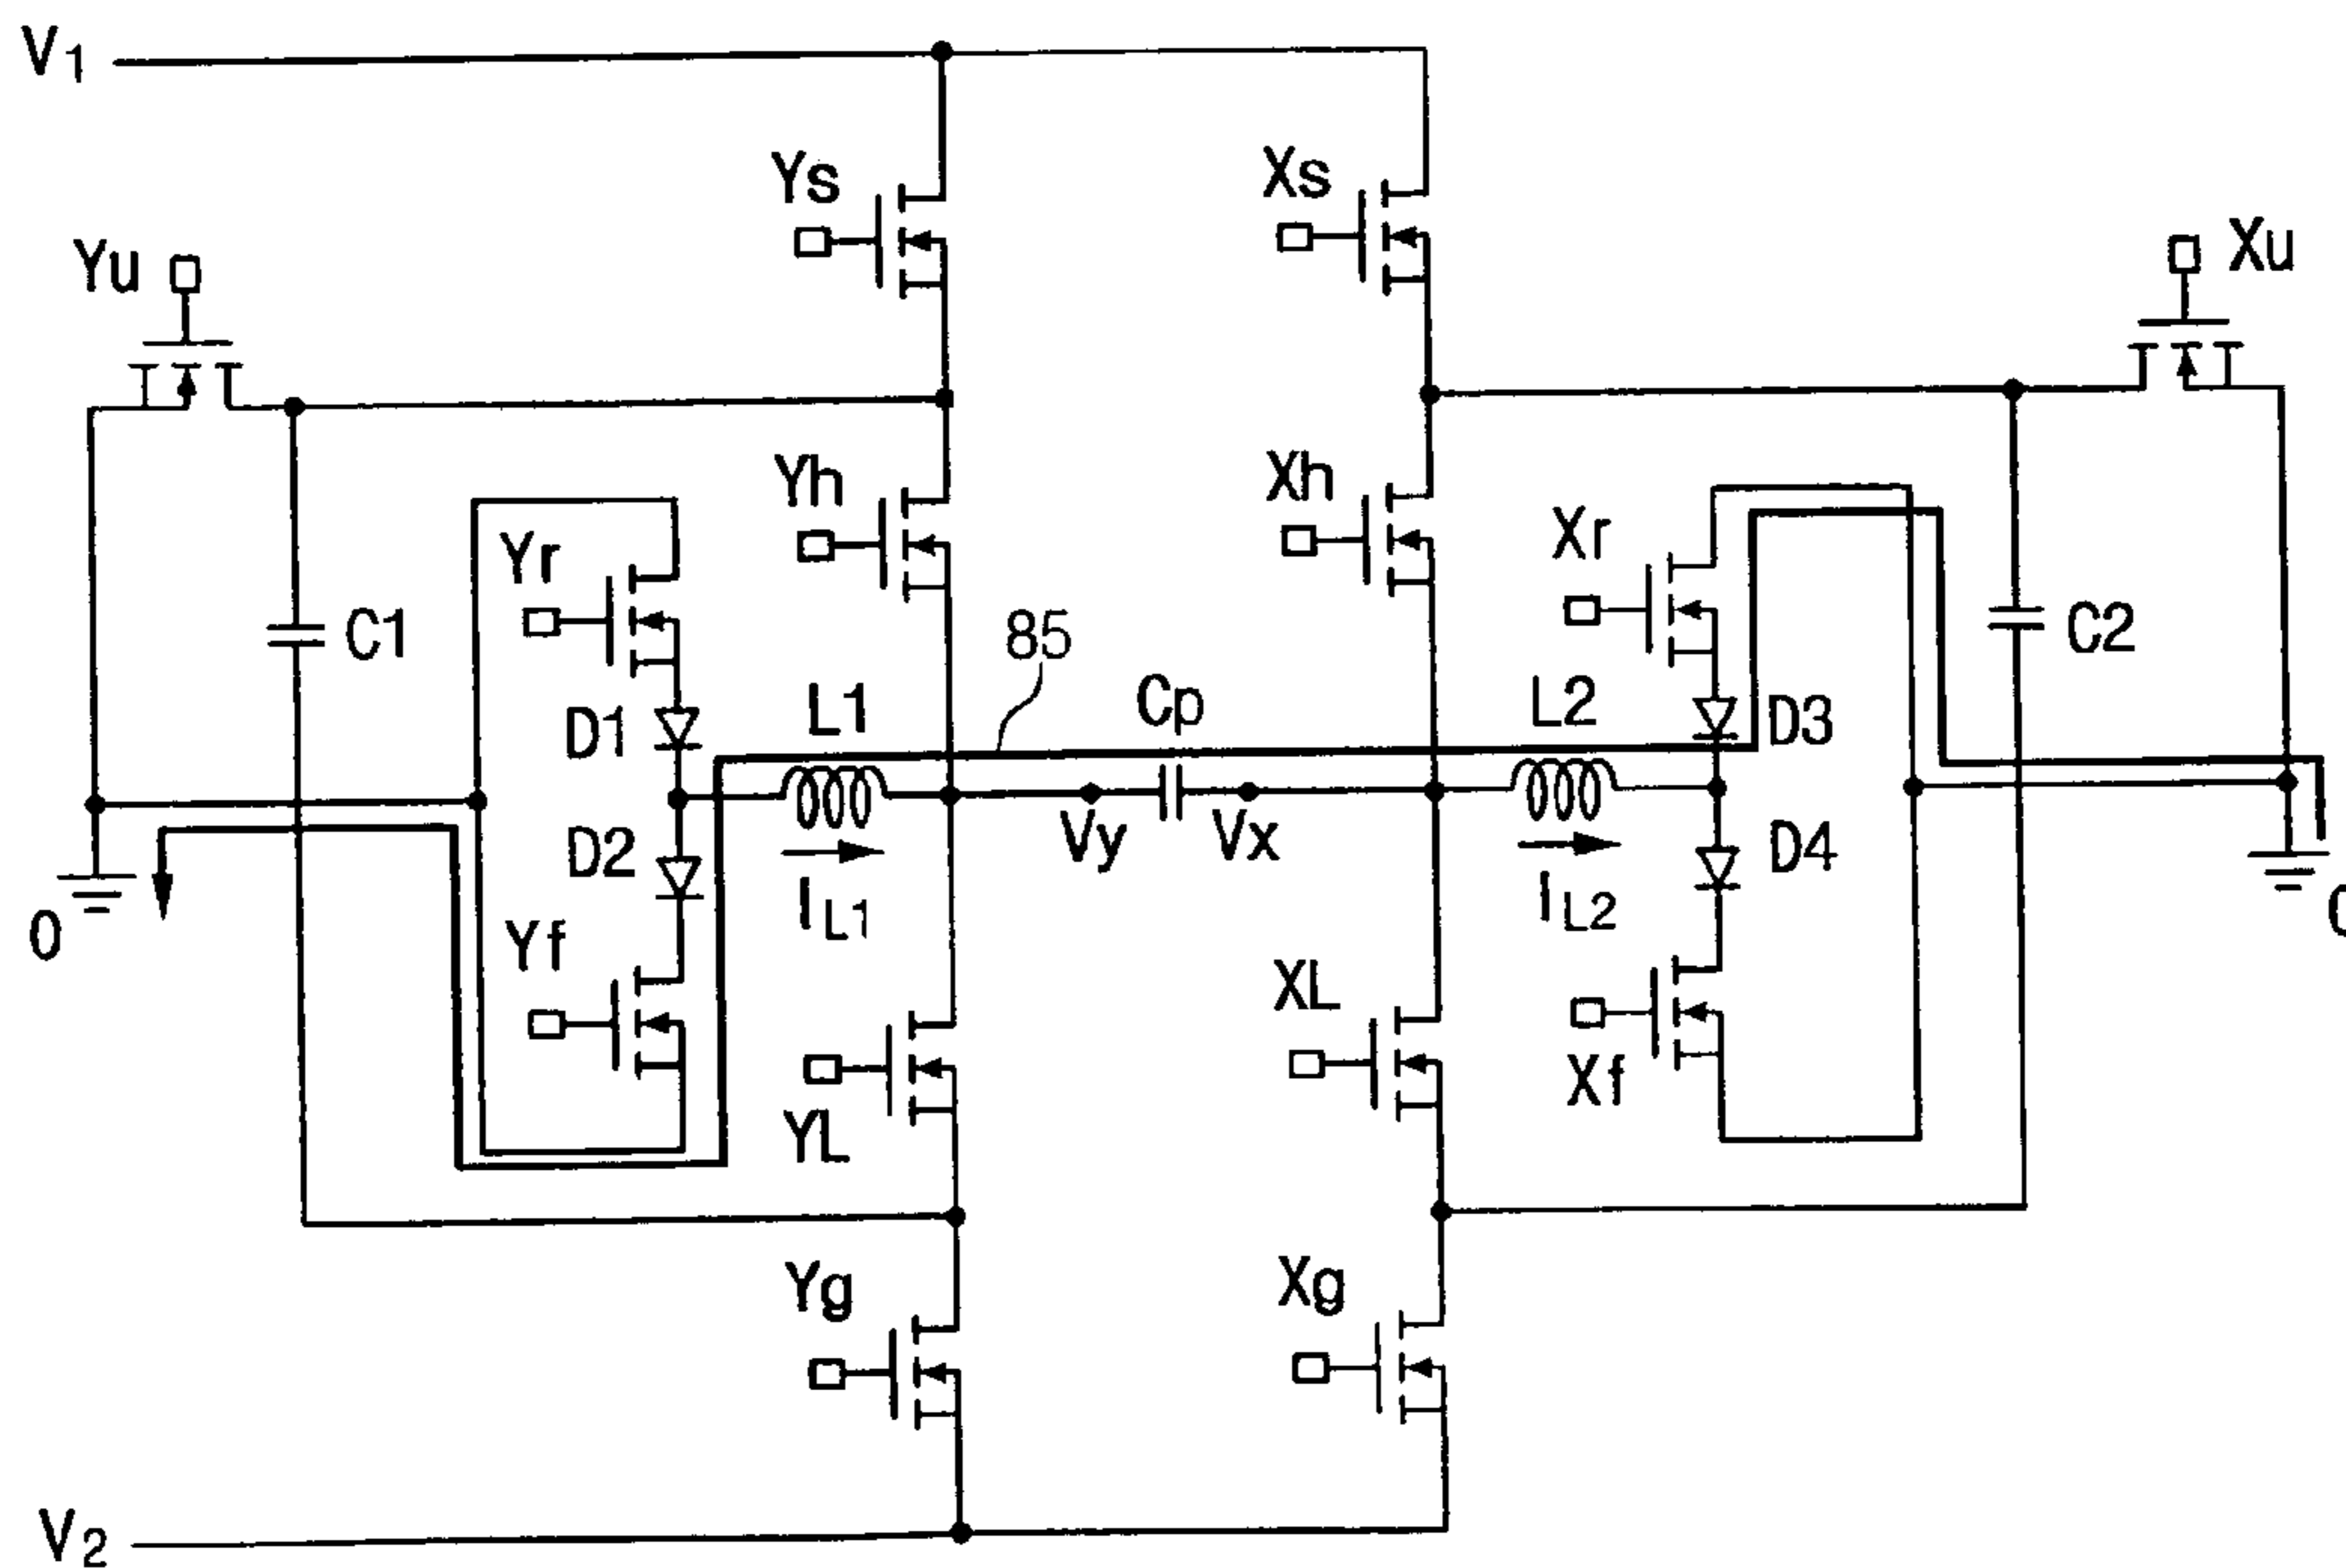 V1
Ys
Xs
Yu
Xu
Yh
Xh
Yr
Xr
C1
85
C2
L1
Cp
L2
D1
D3
Vy
Vx
D2
D4
IL1
IL2
0
0
Yf
XL
Xf
YL
Yg
Xg
V2